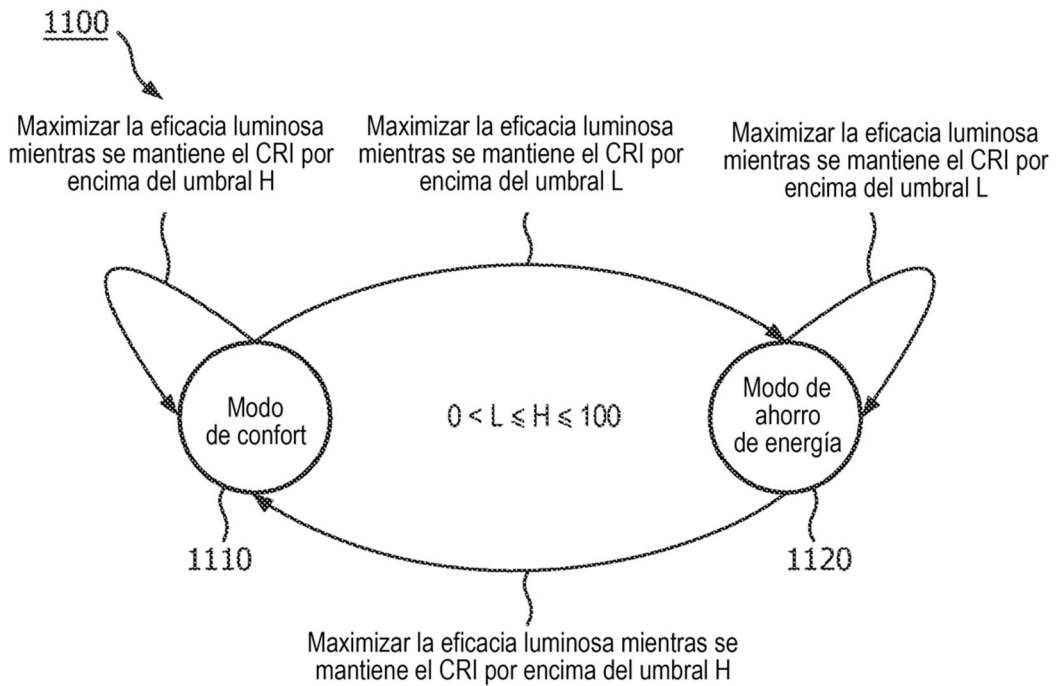 1100
Maximizar la eficacia luminosa
mientras se mantiene el CRI por
encima del umbral H
Maximizar la eficacia luminosa
mientras se mantiene el CRI por
encima del umbral L
Maximizar la eficacia luminosa
mientras se mantiene el CRI por
encima del umbral L
Modo
de confort
0 < L ⩽ H ⩽ 100
Modo de
ahorro
de energía
1110
1120
Maximizar la eficacia luminosa mientras se
mantiene el CRI por encima del umbral H